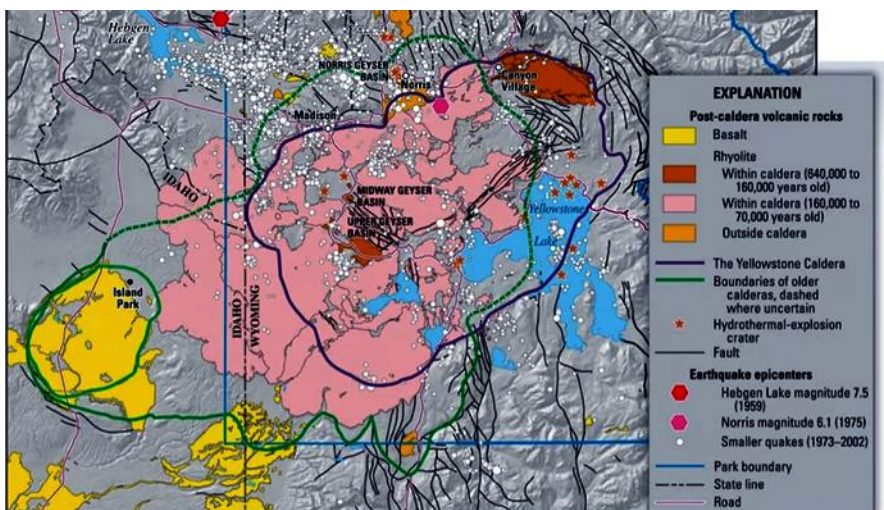 Hebgen
Lake
NORRIS GEYSER
BASIN
Norris
Canyon
Village
Madison
IDAHO
MIDWAY GEYSER
BASIN
UPPER GEYSER
BASIN
Yellowstone
Lake
Island
Park
IDAHO
WYOMING
EXPLANATION
Post-caldera volcanic rocks
Basalt
Rhyolite
Within caldera (640,000 to
160,000 years old)
Within caldera (160,000 to
70,000 years old)
Outside caldera
The Yellowstone Caldera
Boundaries of older
calderas, dashed
where uncertain
Hydrothermal-explosion
crater
Fault
Earthquake epicenters
Hebgen Lake magnitude 7.5
(1959)
Norris magnitude 6.1 (1975)
Smaller quakes (1973–2002)
Park boundary
State line
Road